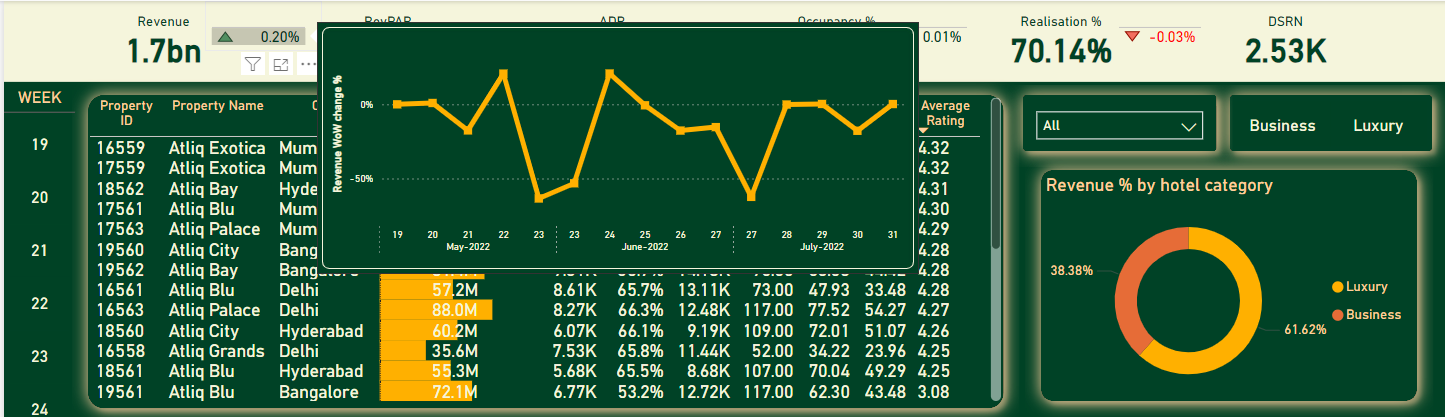 Revenue
1.7bn
0.20%
0.01%
Realisation %
70.14%
-0.03%
DSRN
2.53K
WEEK
19
20
21
22
23
24
Property ID Property Name Average Rating
16559 Atliq Exotica Mum 4.32
17559 Atliq Exotica Mum 4.32
18562 Atliq Bay Hyde 4.31
17561 Atliq Blu Mum 4.30
17563 Atliq Palace Mum 4.29
19560 Atliq City Bang 4.28
19562 Atliq Bay Bangalore 4.28
16561 Atliq Blu Delhi 57.2M 8.61K 65.7% 13.11K 73.00 47.93 33.48 4.28
16563 Atliq Palace Delhi 88.0M 8.27K 66.3% 12.48K 117.00 77.52 54.27 4.27
18560 Atliq City Hyderabad 60.2M 6.07K 66.1% 9.19K 109.00 72.01 51.07 4.26
16558 Atliq Grands Delhi 35.6M 7.53K 65.8% 11.44K 52.00 34.22 23.96 4.25
18561 Atliq Blu Hyderabad 55.3M 5.68K 65.5% 8.68K 107.00 70.04 49.29 4.25
19561 Atliq Blu Bangalore 72.1M 6.77K 53.2% 12.72K 117.00 62.30 43.48 3.08
Revenue WoW change %
0%
-50%
19 20 21 22 23 23 24 25 26 27 27 28 29 30 31
May-2022 June-2022 July-2022
All
Business Luxury
Revenue % by hotel category
38.38%
61.62%
Luxury
Business